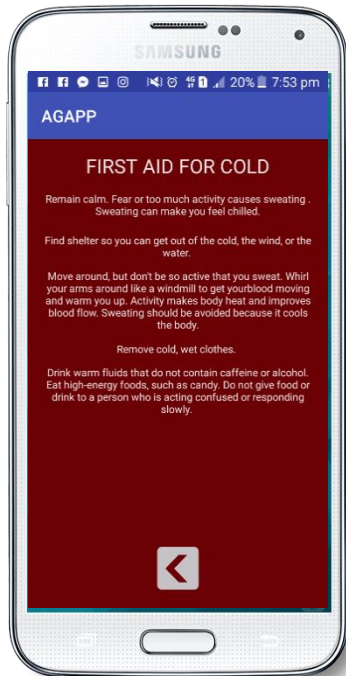 SAMSUNG
4G 1 20% 7:53 pm
AGAPP
FIRST AID FOR COLD
Remain calm. Fear or too much activity causes sweating .
Sweating can make you feel chilled.
Find shelter so you can get out of the cold, the wind, or the
water.
Move around, but don't be so active that you sweat. Whirl
your arms around like a windmill to get yourblood moving
and warm you up. Activity makes body heat and improves
blood flow. Sweating should be avoided because it cools
the body.
Remove cold, wet clothes.
Drink warm fluids that do not contain caffeine or alcohol.
Eat high-energy foods, such as candy. Do not give food or
drink to a person who is acting confused or responding
slowly.